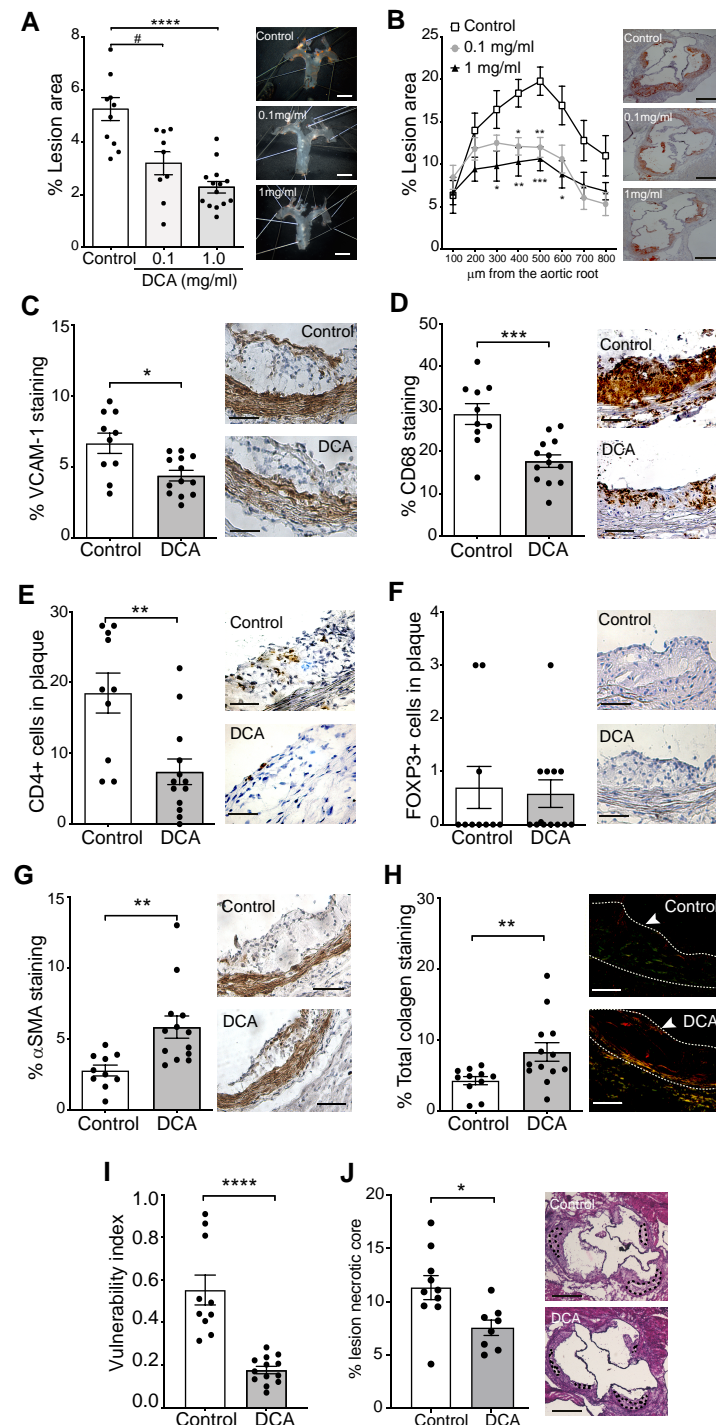 A
% Lesion area
10
8
6
4
2
0
****
#
Control 0.1 1.0
DCA (mg/ml)
Control
0.1mg/ml
1mg/ml
B
% Lesion area
25
20
15
10
5
0
Control
0.1 mg/ml
1 mg/ml
* **
* ** *** *
100 200 300 400 500 600 700 800
μm from the aortic root
Control
0.1mg/ml
1mg/ml
C
% VCAM-1 staining
15
10
5
0
*
Control DCA
Control
DCA
D
% CD68 staining
50
40
30
20
10
0
***
Control DCA
Control
DCA
E
CD4+ cells in plaque
30
20
10
0
**
Control DCA
Control
DCA
F
FOXP3+ cells in plaque
4
3
2
1
0
Control DCA
Control
DCA
G
% αSMA staining
15
10
5
0
**
Control DCA
Control
DCA
H
% Total colagen staining
30
20
10
0
**
Control DCA
Control
DCA
I
Vulnerability index
1.0
0.8
0.6
0.4
0.2
0.0
****
Control DCA
J
% lesion necrotic core
20
15
10
5
0
*
Control DCA
Control
DCA